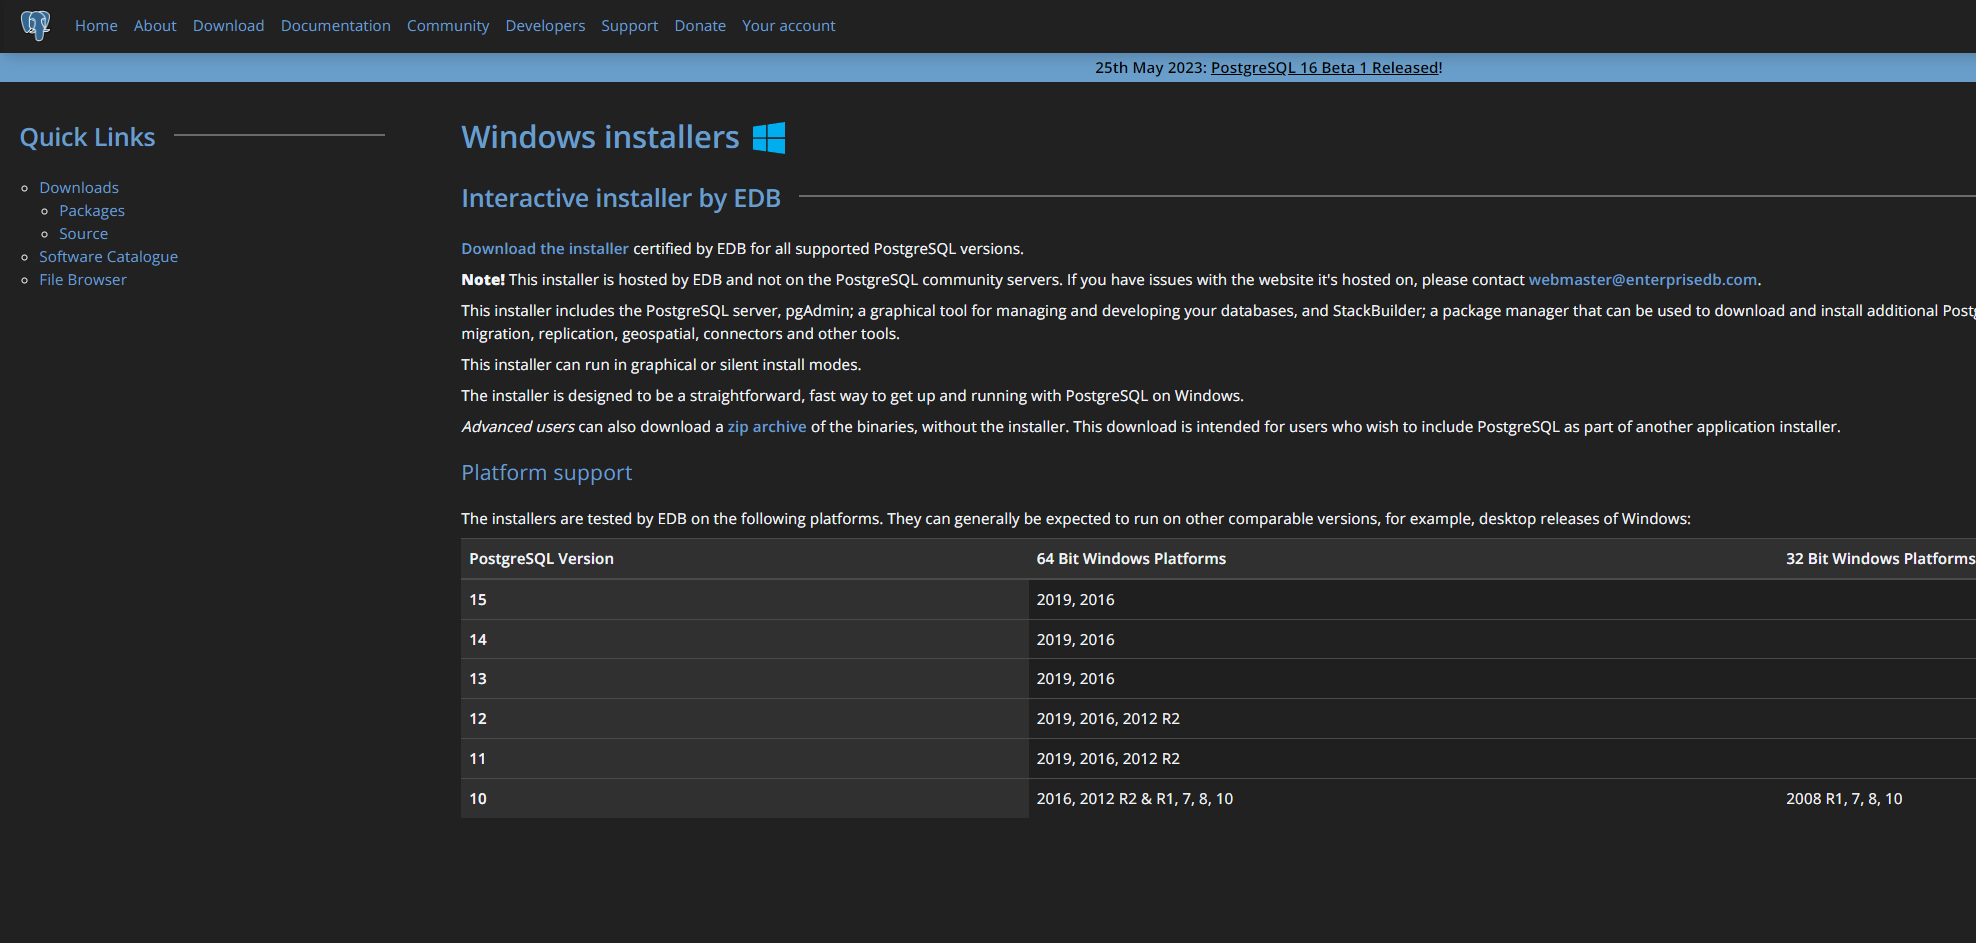 Home About Download Documentation Community Developers Support Donate Your account
25th May 2023: PostgreSQL 16 Beta 1 Released!
Quick Links
Downloads
Packages
Source
Software Catalogue
File Browser
Windows installers
Interactive installer by EDB
Download the installer certified by EDB for all supported PostgreSQL versions.
Note! This installer is hosted by EDB and not on the PostgreSQL community servers. If you have issues with the website it's hosted on, please contact webmaster@enterprisedb.com.
This installer includes the PostgreSQL server, pgAdmin; a graphical tool for managing and developing your databases, and StackBuilder; a package manager that can be used to download and install additional
migration, replication, geospatial, connectors and other tools.
This installer can run in graphical or silent install modes.
The installer is designed to be a straightforward, fast way to get up and running with PostgreSQL on Windows.
Advanced users can also download a zip archive of the binaries, without the installer. This download is intended for users who wish to include PostgreSQL as part of another application installer.
Platform support
The installers are tested by EDB on the following platforms. They can generally be expected to run on other comparable versions, for example, desktop releases of Windows:
PostgreSQL Version 64 Bit Windows Platforms 32 Bit Windows Platforms
15 2019, 2016
14 2019, 2016
13 2019, 2016
12 2019, 2016, 2012 R2
11 2019, 2016, 2012 R2
10 2016, 2012 R2 & R1, 7, 8, 10 2008 R1, 7, 8, 10